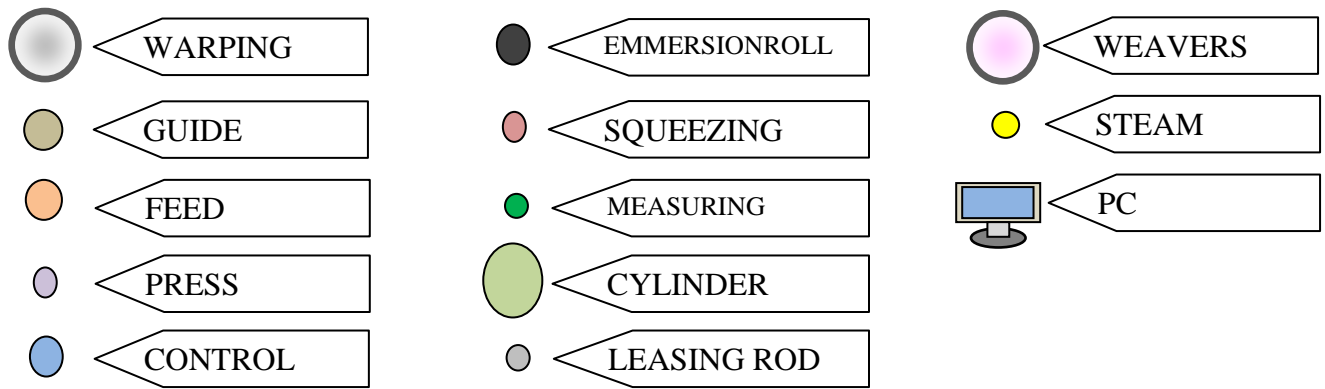 WARPING
GUIDE
FEED
PRESS
CONTROL
EMMERSIONROLL
SQUEEZING
MEASURING
CYLINDER
LEASING ROD
WEAVERS
STEAM
PC